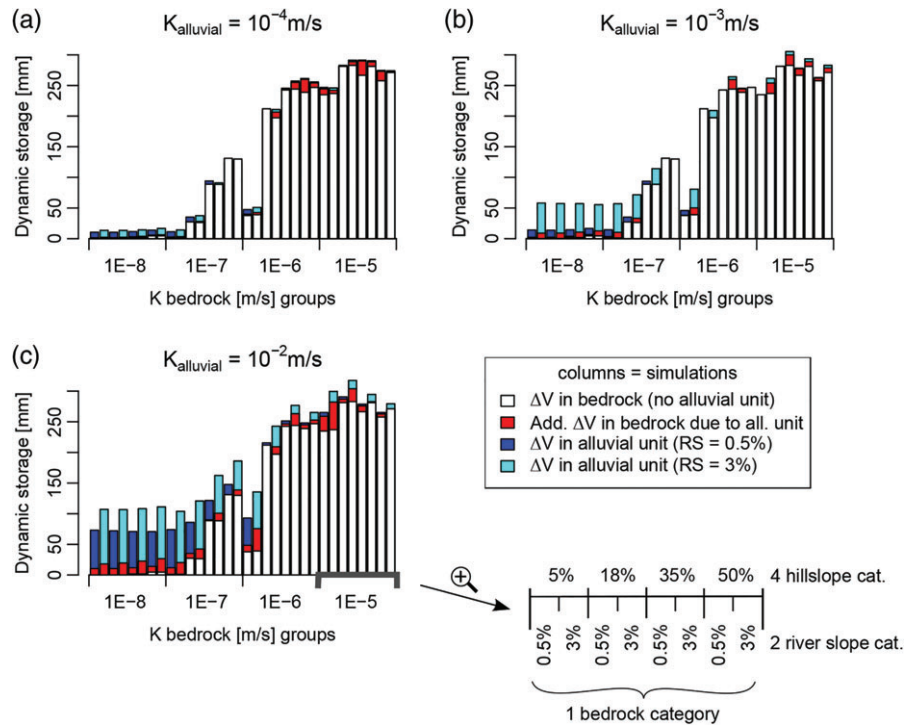 (a)
K_alluvial = 10⁻⁴m/s
Dynamic storage [mm]
0 50 150 250
1E−8 1E−7 1E−6 1E−5
K bedrock [m/s] groups
(b)
K_alluvial = 10⁻³m/s
Dynamic storage [mm]
0 50 150 250
1E−8 1E−7 1E−6 1E−5
K bedrock [m/s] groups
(c)
K_alluvial = 10⁻²m/s
Dynamic storage [mm]
0 50 150 250
1E−8 1E−7 1E−6 1E−5
K bedrock [m/s] groups
columns = simulations
ΔV in bedrock (no alluvial unit)
Add. ΔV in bedrock due to all. unit
ΔV in alluvial unit (RS = 0.5%)
ΔV in alluvial unit (RS = 3%)
5% 18% 35% 50% 4 hillslope cat.
0.5% 3% 0.5% 3% 0.5% 3% 0.5% 3% 2 river slope cat.
1 bedrock category